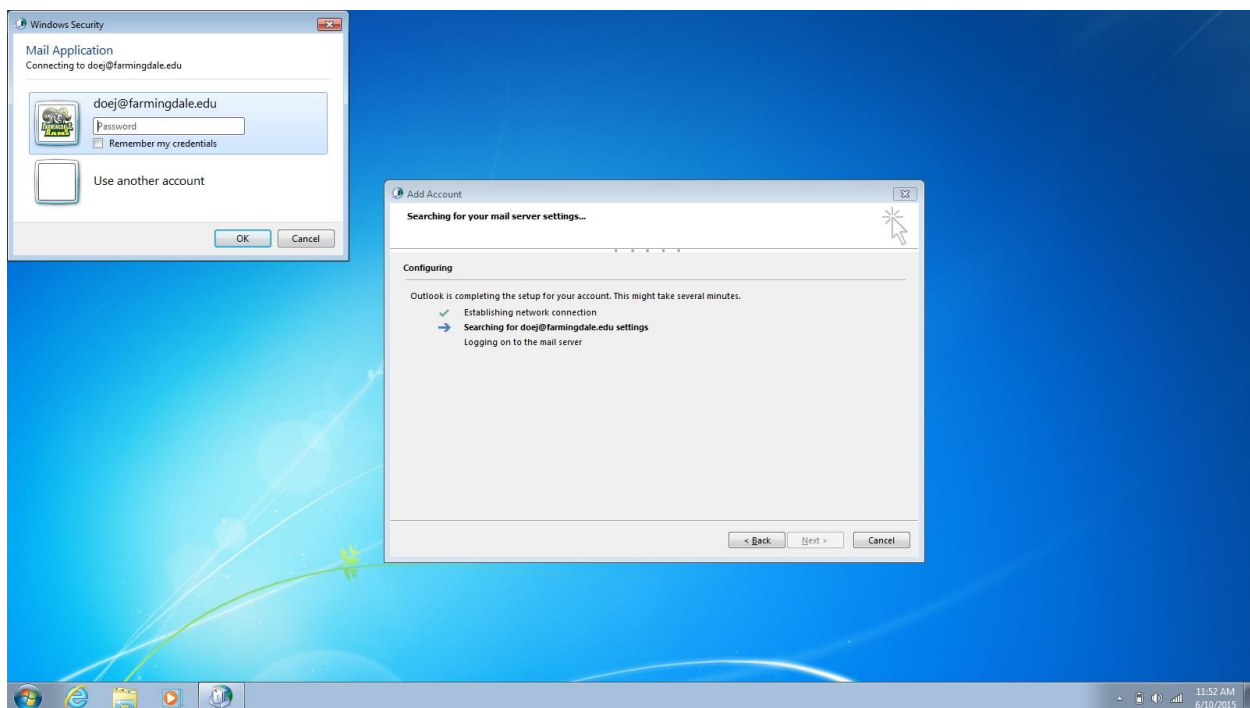 Windows Security
Mail Application
Connecting to doej@farmingdale.edu
doej@farmingdale.edu
Password
Remember my credentials
Use another account
OK Cancel
Add Account
Searching for your mail server settings...
Configuring
Outlook is completing the setup for your account. This might take several minutes.
Establishing network connection
Searching for doej@farmingdale.edu settings
Logging on to the mail server
< Back Next > Cancel
11:52 AM
6/10/2015